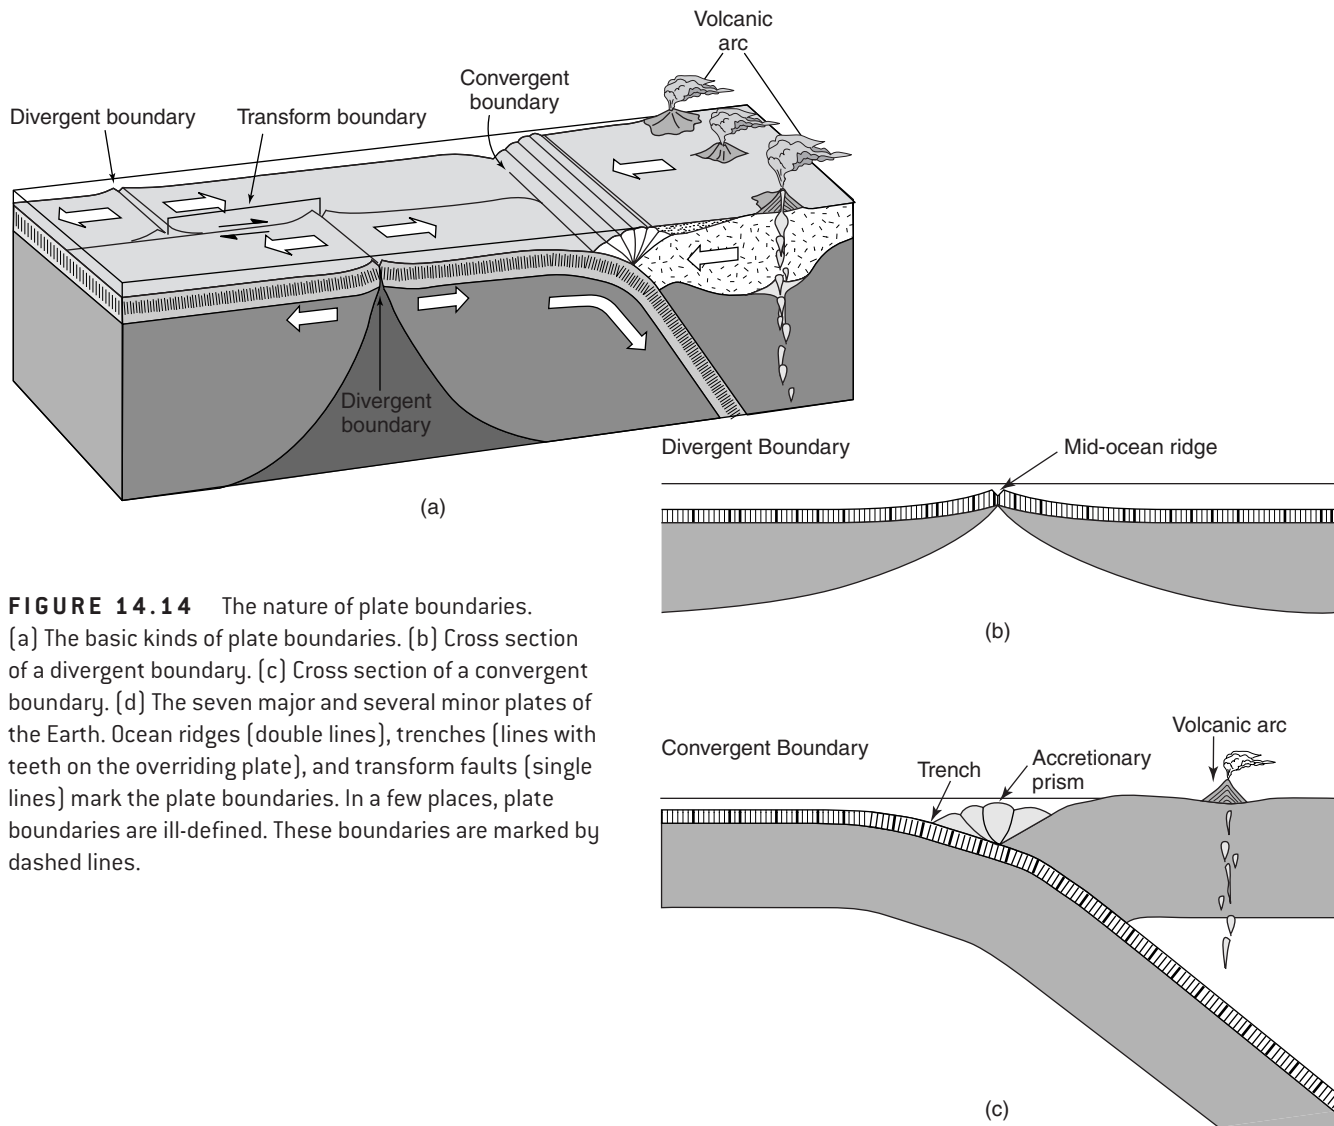 Volcanic
arc
Convergent
boundary
Divergent boundary
Transform boundary
Divergent
boundary
(a)
Divergent Boundary
Mid-ocean ridge
(b)
FIGURE 14.14 The nature of plate boundaries.
(a) The basic kinds of plate boundaries. (b) Cross section
of a divergent boundary. (c) Cross section of a convergent
boundary. (d) The seven major and several minor plates of
the Earth. Ocean ridges (double lines), trenches (lines with
teeth on the overriding plate), and transform faults (single
lines) mark the plate boundaries. In a few places, plate
boundaries are ill-defined. These boundaries are marked by
dashed lines.
Convergent Boundary
Trench
Accretionary
prism
Volcanic arc
(c)